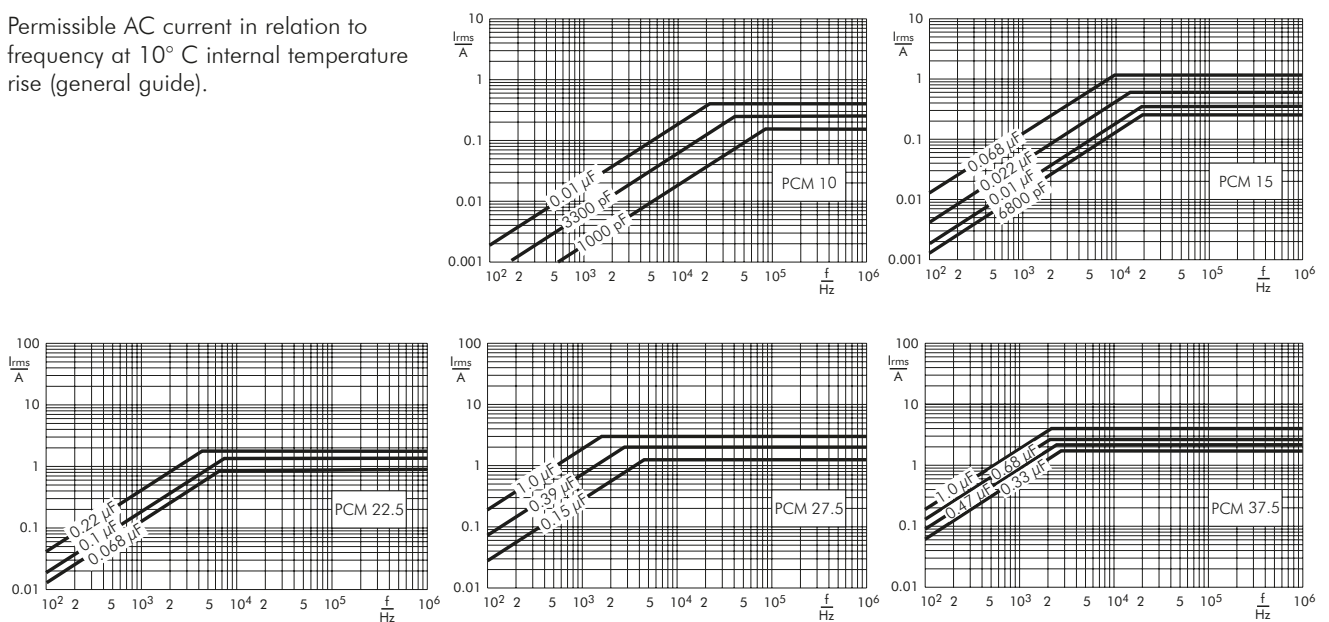 Permissible AC current in relation to
frequency at 10° C internal temperature
rise (general guide).
10
Irms
A
1
0.1
0.01
0.001
0.01 µF
3300 pF
1000 pF
PCM 10
10² 2 5 10³ 2 5 10⁴ 2 5 10⁵ f 10⁶
Hz
10
Irms
A
1
0.1
0.01
0.001
0.068 µF
0.022 µF
0.01 µF
6800 pF
PCM 15
10² 2 5 10³ 2 5 10⁴ 2 5 10⁵ f 10⁶
Hz
100
Irms
A
10
1
0.1
0.01
0.22 µF
0.1 µF
0.068 µF
PCM 22.5
10² 2 5 10³ 2 5 10⁴ 2 5 10⁵ f 10⁶
Hz
100
Irms
A
10
1
0.1
0.01
1.0 µF
0.39 µF
0.15 µF
PCM 27.5
10² 2 5 10³ 2 5 10⁴ 2 5 10⁵ f 10⁶
Hz
100
Irms
A
10
1
0.1
0.01
1.0 µF 0.68 µF
0.47 µF 0.33 µF
PCM 37.5
10² 2 5 10³ 2 5 10⁴ 2 5 10⁵ f 10⁶
Hz